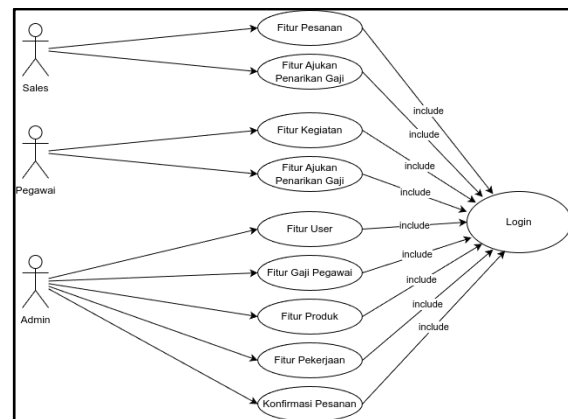 Fitur Pesanan
include
Sales
Fitur Ajukan
Penarikan Gaji
include
Fitur Kegiatan
include
Pegawai
Fitur Ajukan
Penarikan Gaji
include
Login
Fitur User
include
Fitur Gaji Pegawai
include
Admin
Fitur Produk
include
Fitur Pekerjaan
include
Konfirmasi Pesanan
include